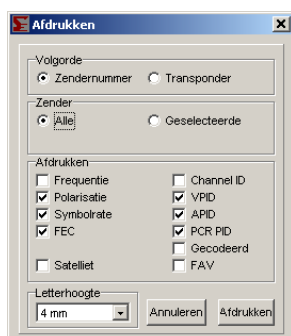 Afdrukken
Volgorde
Zendernummer Transponder
Zender
Alle Geselecteerde
Afdrukken
Frequentie Channel ID
Polarisatie VPID
Symbolrate APID
FEC PCR PID
Gecodeerd
Satelliet FAV
Letterhoogte
4 mm Annuleren Afdrukken